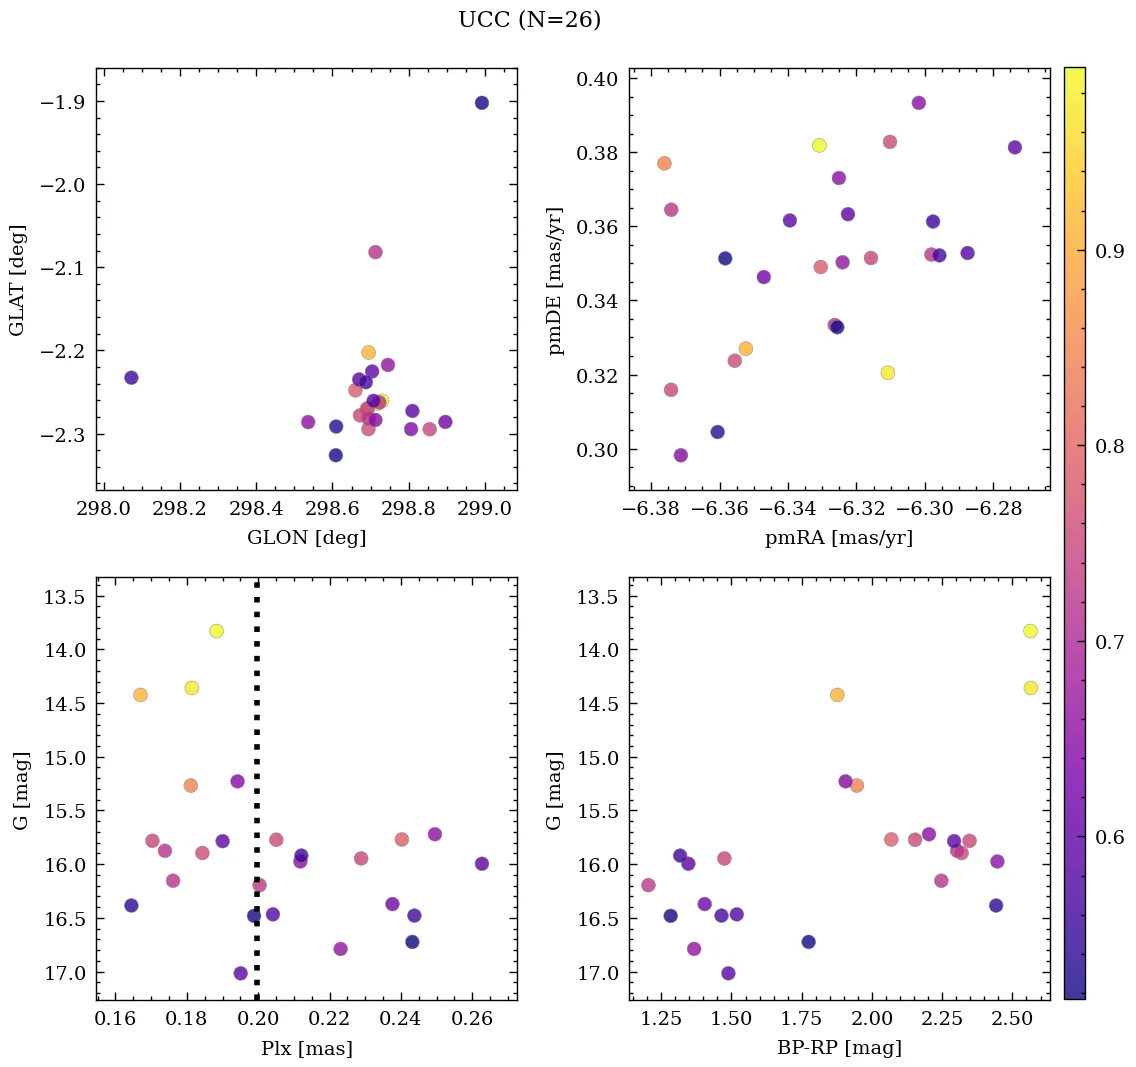 UCC (N=26)
−1.9
−2.0
−2.1
−2.2
−2.3
GLAT [deg]
298.0 298.2 298.4 298.6 298.8 299.0
GLON [deg]
0.40
0.38
0.36
0.34
0.32
0.30
pmDE [mas/yr]
−6.38 −6.36 −6.34 −6.32 −6.30 −6.28
pmRA [mas/yr]
13.5
14.0
14.5
15.0
15.5
16.0
16.5
17.0
G [mag]
0.16 0.18 0.20 0.22 0.24 0.26
Plx [mas]
13.5
14.0
14.5
15.0
15.5
16.0
16.5
17.0
G [mag]
1.25 1.50 1.75 2.00 2.25 2.50
BP-RP [mag]
0.9
0.8
0.7
0.6